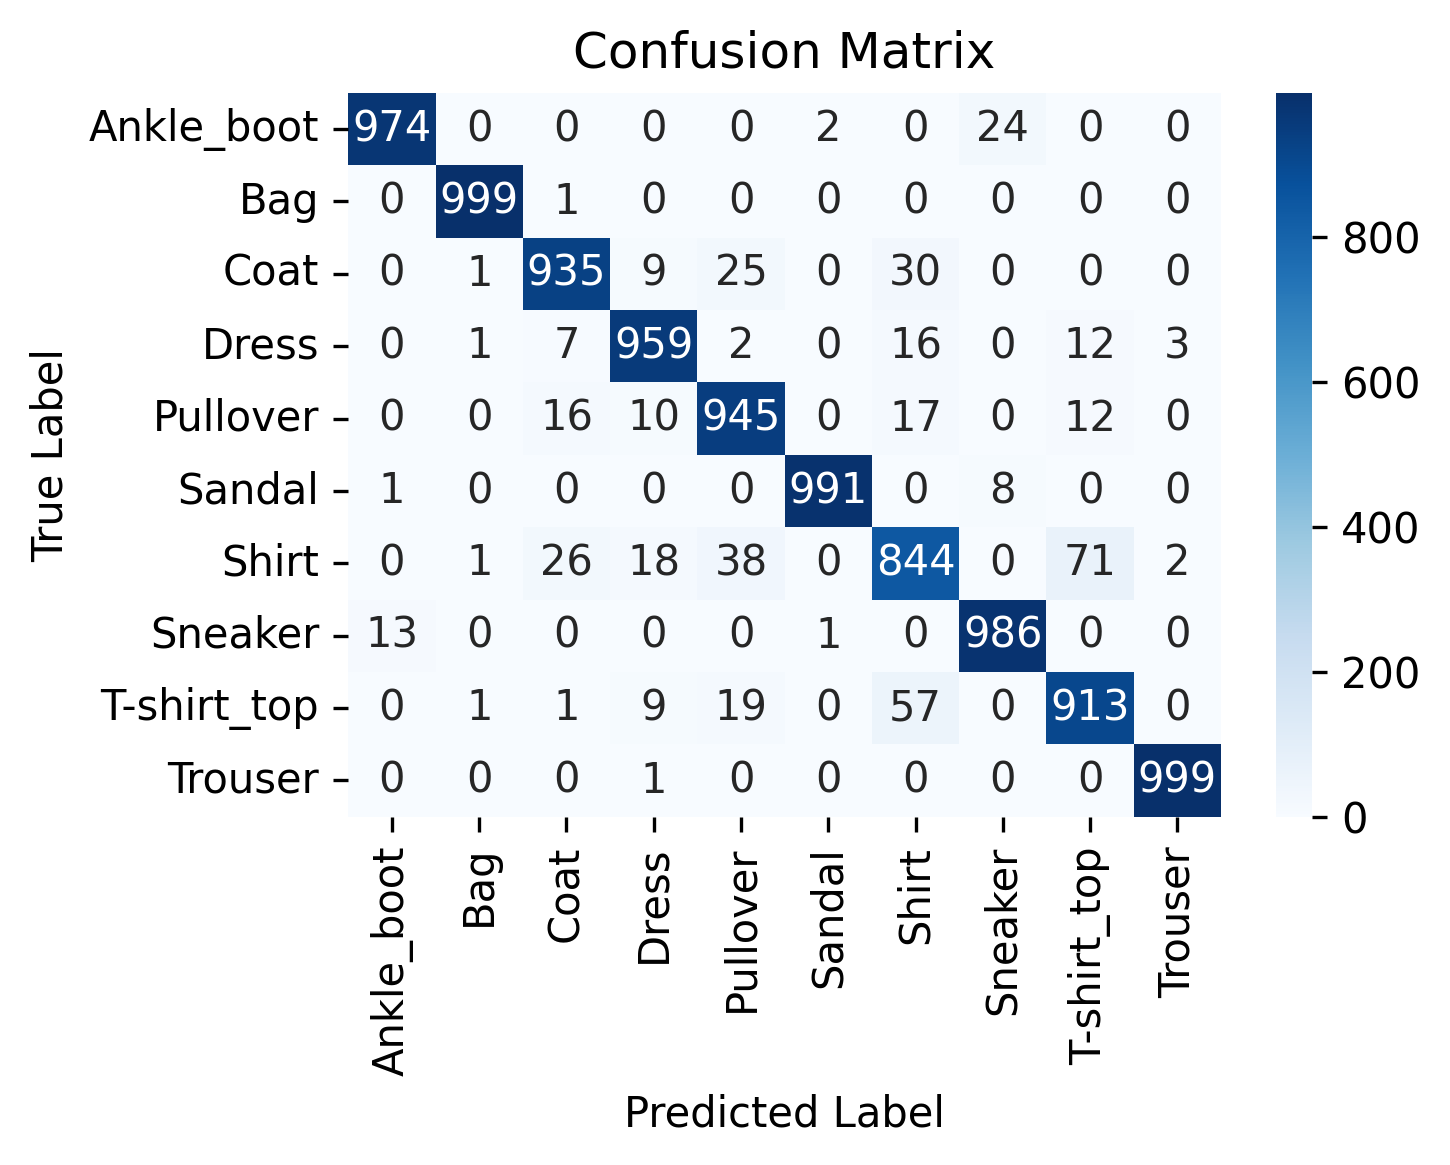 Confusion Matrix
True Label
Ankle_boot 974 0 0 0 0 2 0 24 0 0
Bag 0 999 1 0 0 0 0 0 0 0
Coat 0 1 935 9 25 0 30 0 0 0
Dress 0 1 7 959 2 0 16 0 12 3
Pullover 0 0 16 10 945 0 17 0 12 0
Sandal 1 0 0 0 0 991 0 8 0 0
Shirt 0 1 26 18 38 0 844 0 71 2
Sneaker 13 0 0 0 0 1 0 986 0 0
T-shirt_top 0 1 1 9 19 0 57 0 913 0
Trouser 0 0 0 1 0 0 0 0 0 999
Ankle_boot Bag Coat Dress Pullover Sandal Shirt Sneaker T-shirt_top Trouser
Predicted Label
800
600
400
200
0